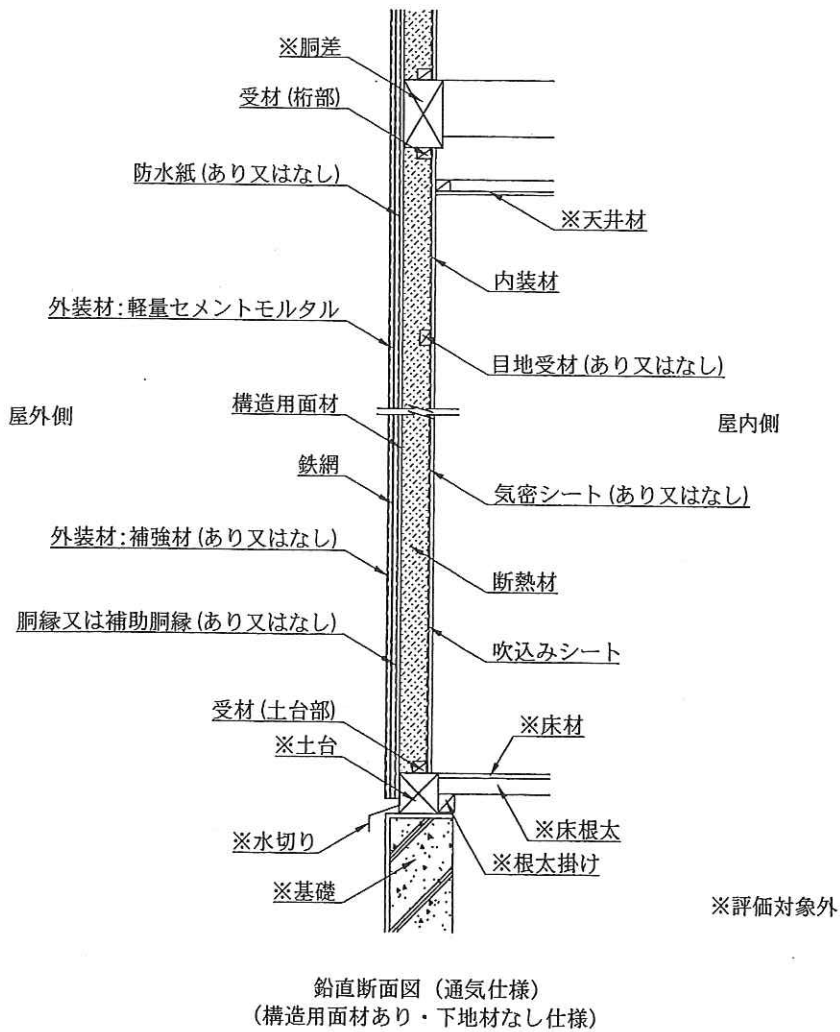 ※胴差
受材(桁部)
防水紙(あり又はなし)
※天井材
内装材
外装材:軽量セメントモルタル
目地受材(あり又はなし)
構造用面材
屋外側
屋内側
鉄網
気密シート(あり又はなし)
外装材:補強材(あり又はなし)
断熱材
胴縁又は補助胴縁(あり又はなし)
吹込みシート
受材(土台部)
※床材
※土台
※床根太
※水切り
※根太掛け
※基礎
※評価対象外
鉛直断面図(通気仕様)
(構造用面材あり・下地材なし仕様)